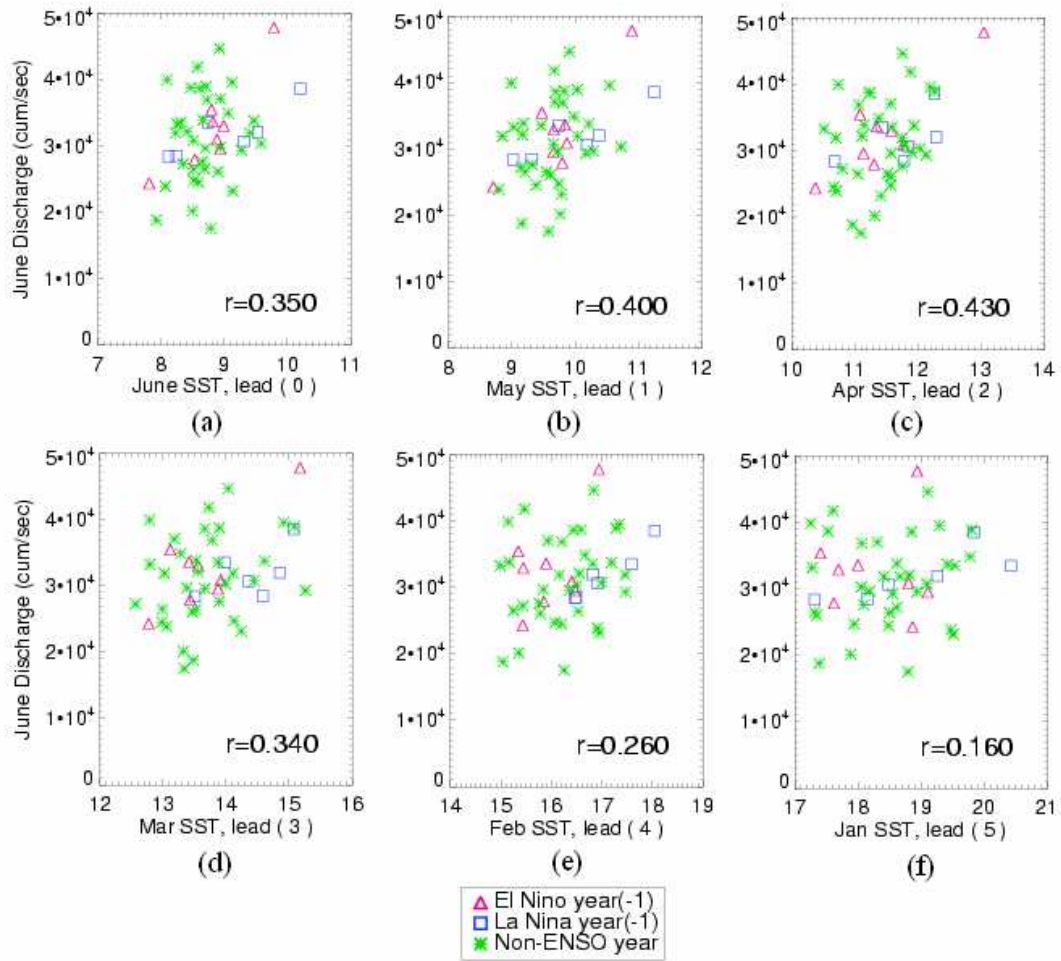 5•10⁴ 5•10⁴ 5•10⁴
4•10⁴ 4•10⁴ 4•10⁴
3•10⁴ 3•10⁴ 3•10⁴
2•10⁴ 2•10⁴ 2•10⁴
1•10⁴ 1•10⁴ 1•10⁴
0 0 0
June Discharge (cum/sec)
r=0.350 r=0.400 r=0.430
7 8 9 10 11 8 9 10 11 12 10 11 12 13 14
June SST, lead ( 0 ) May SST, lead ( 1 ) Apr SST, lead ( 2 )
(a) (b) (c)
5•10⁴ 5•10⁴ 5•10⁴
4•10⁴ 4•10⁴ 4•10⁴
3•10⁴ 3•10⁴ 3•10⁴
2•10⁴ 2•10⁴ 2•10⁴
1•10⁴ 1•10⁴ 1•10⁴
0 0 0
June Discharge (cum/sec)
r=0.340 r=0.260 r=0.160
12 13 14 15 16 14 15 16 17 18 19 17 18 19 20 21
Mar SST, lead ( 3 ) Feb SST, lead ( 4 ) Jan SST, lead ( 5 )
(d) (e) (f)
El Nino year(-1)
La Nina year(-1)
Non-ENSO year